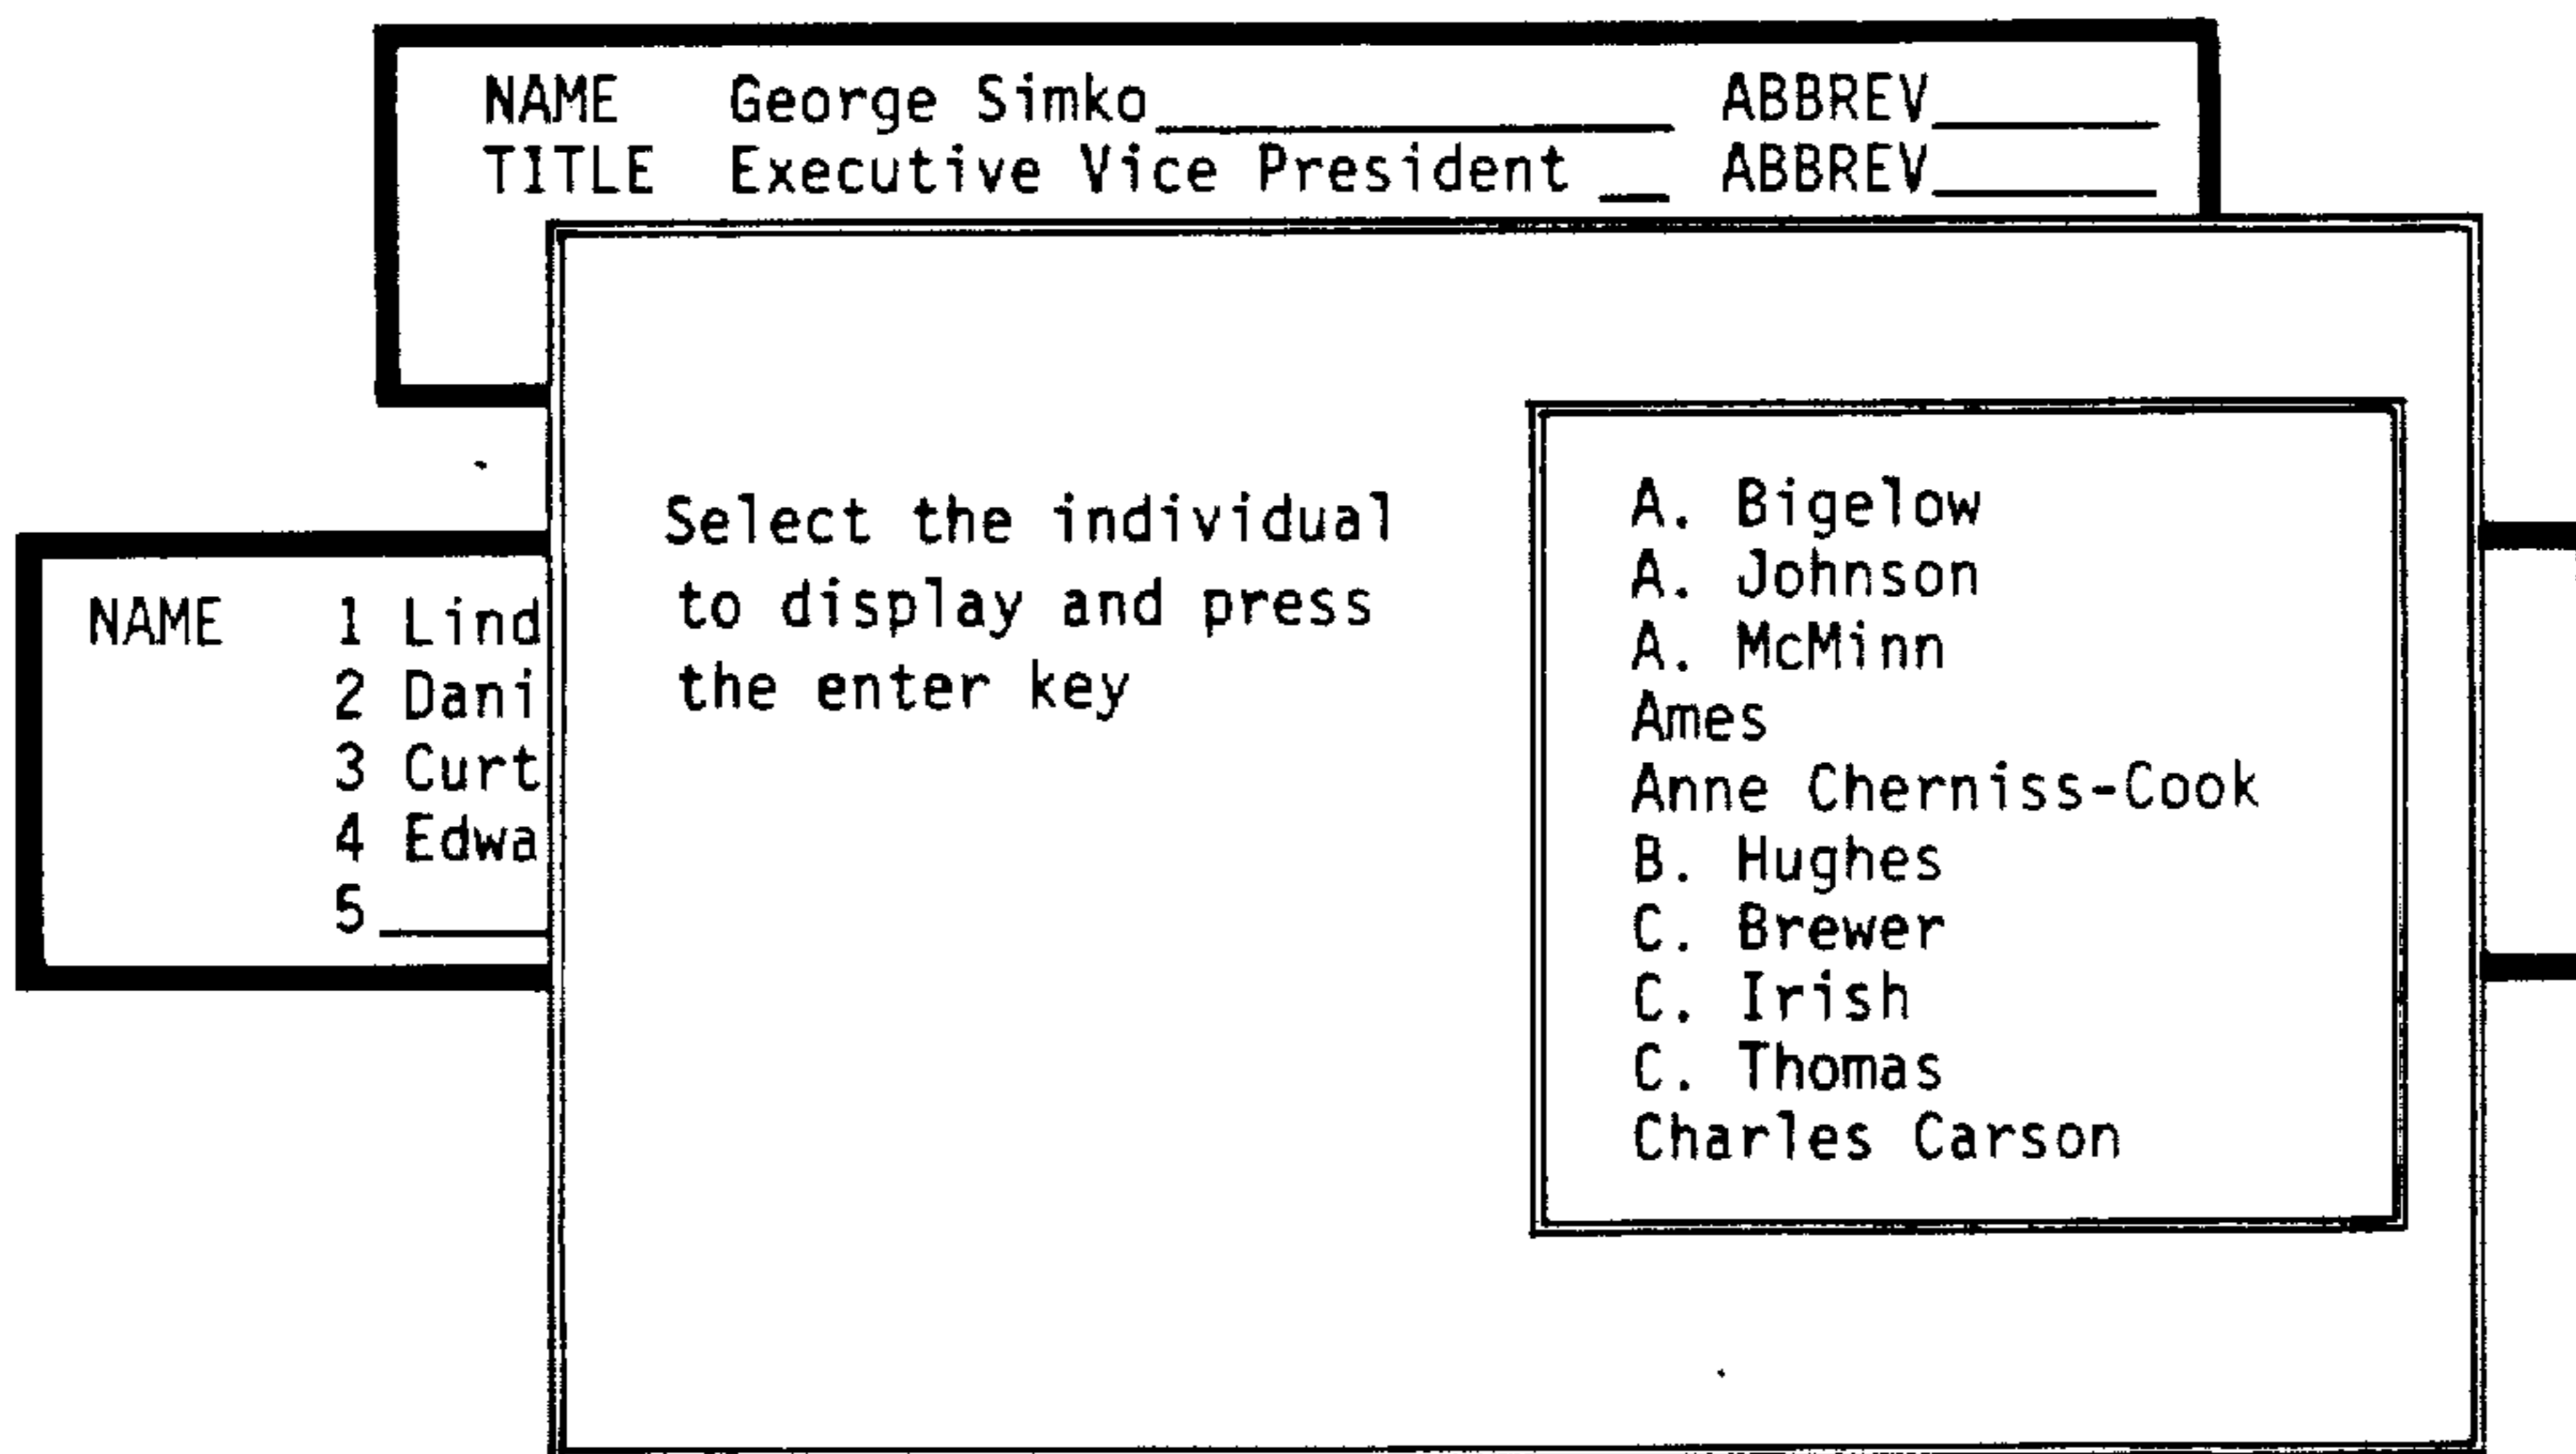 NAME George Simko ABBREV
TITLE Executive Vice President ABBREV
NAME 1 Lind
2 Dani
3 Curt
4 Edwa
5
Select the individual
to display and press
the enter key
A. Bigelow
A. Johnson
A. McMinn
Ames
Anne Cherniss-Cook
B. Hughes
C. Brewer
C. Irish
C. Thomas
Charles Carson